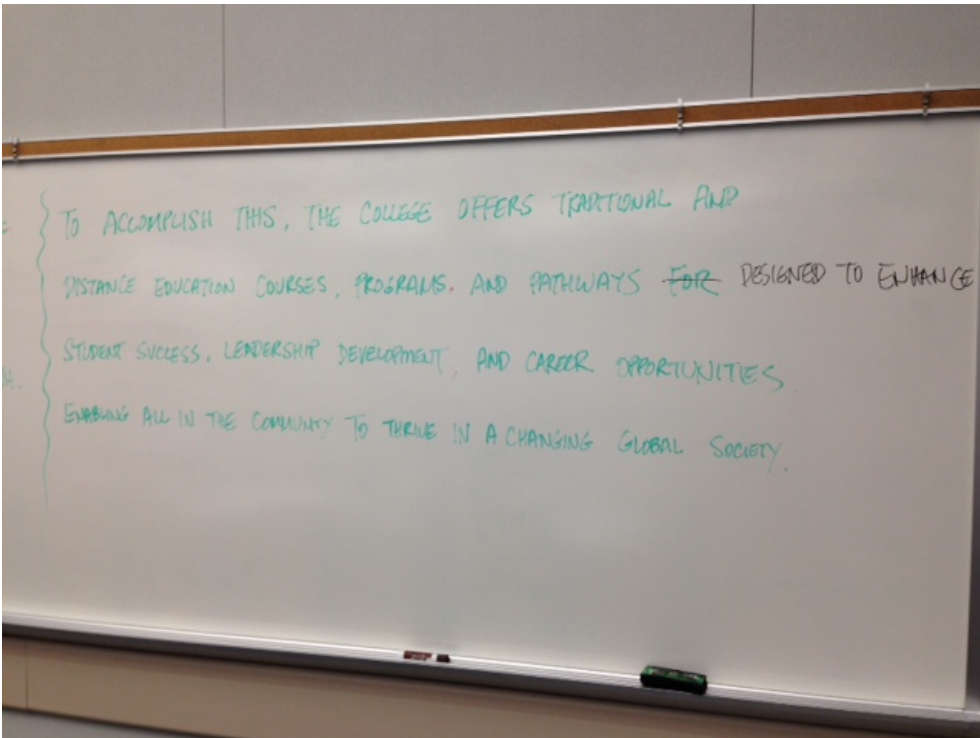 TO ACCOMPLISH THIS, THE COLLEGE OFFERS TRADITIONAL AND
DISTANCE EDUCATION COURSES, PROGRAMS, AND PATHWAYS FOR DESIGNED TO ENHANCE
STUDENT SUCCESS, LEADERSHIP DEVELOPMENT, AND CAREER OPPORTUNITIES.
ENABLING ALL IN THE COMMUNITY TO THRIVE IN A CHANGING GLOBAL SOCIETY.